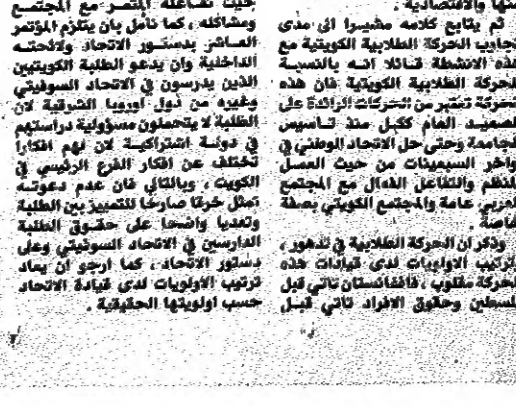 منها والاقتصادية .
ثم يتابع كلامه مشيرا الى مدى
تجاوب الحركة الطلابية الكويتية مع
هذه الانشطة قائلا انه بالنسبة
للحركة الطلابية الكويتية فان هذه
الحركة تعتبر من الحركات الرائدة على
الصعيد العام ككل منذ تاسيس
الجامعة وحتى حل الاتحاد الوطني في
اواخر السبعينات من حيث العمل
المنظم والتفاعل الفعال مع المجتمع
العربي عامة والمجتمع الكويتي بصفة
خاصة .
وذكر ان الحركة الطلابية في تدهور ،
فترتيب الاولويات لدى قيادات هذه
الحركة مقلوب ، فافغانستان تاتي قبل
فلسطين وحقوق الافراد تاتي قبل
حيث تفاعله المثمر مع المجتمع
ومشاكله ، كما نامل بان يلتزم المؤتمر
العاشر بدستور الاتحاد ولائحته
الداخلية وان يدعو الطلبة الكويتيين
الذين يدرسون في الاتحاد السوفيتي
وغيره من دول اوروبا الشرقية لان
الطلبة لا يتحملون مسؤولية دراستهم
في دولة اشتراكية لان لهم افكارا
تختلف عن افكار الفرع الرئيسي في
الكويت ، وبالتالي فان عدم دعوتهم
تمثل خرقا صارخا للتمييز بين الطلبة
وتعديا واضحا على حقوق الطلبة
الدارسين في الاتحاد السوفيتي وعلى
دستور الاتحاد ، كما ارجو ان يعاد
ترتيب الاولويات لدى قيادة الاتحاد
حسب اولويتها الحقيقية .